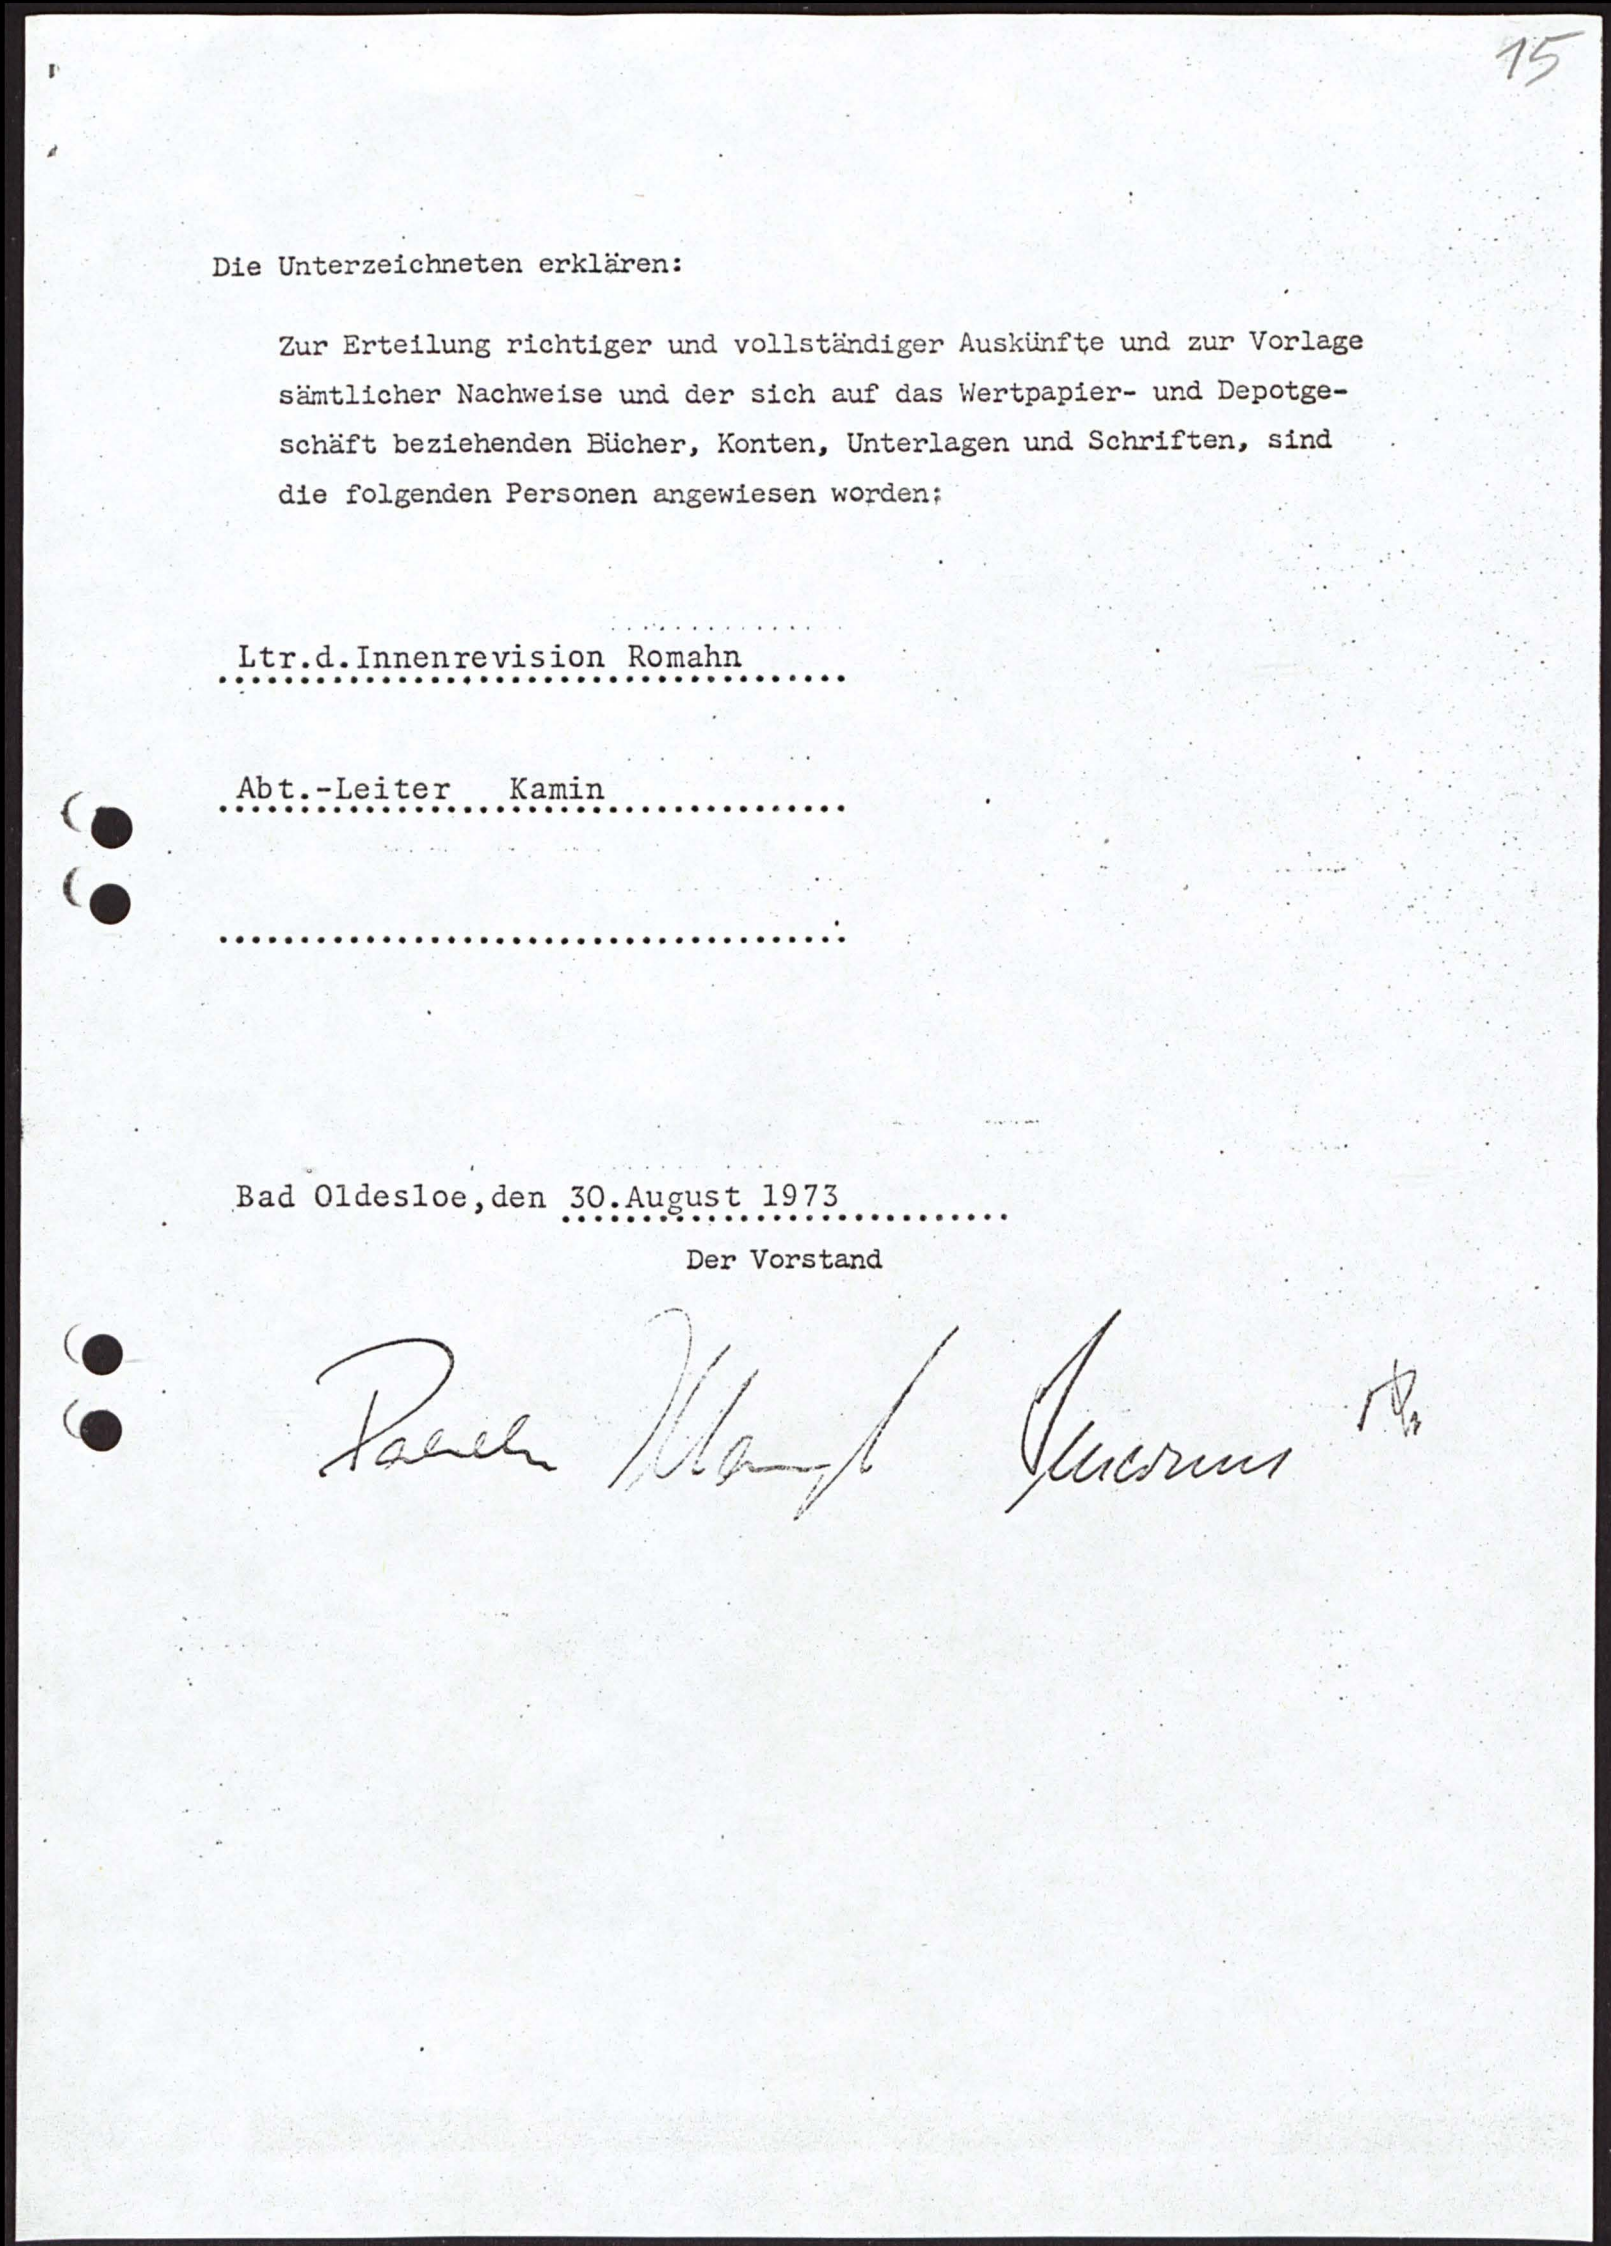 15
Die Unterzeichneten erklären:
Zur Erteilung richtiger und vollständiger Auskünfte und zur Vorlage
sämtlicher Nachweise und der sich auf das Wertpapier- und Depotge-
schäft beziehenden Bücher, Konten, Unterlagen und Schriften, sind
die folgenden Personen angewiesen worden:
Ltr.d.Innenrevision Romahn
Abt.-Leiter Kamin
Bad Oldesloe,den 30.August 1973
Der Vorstand